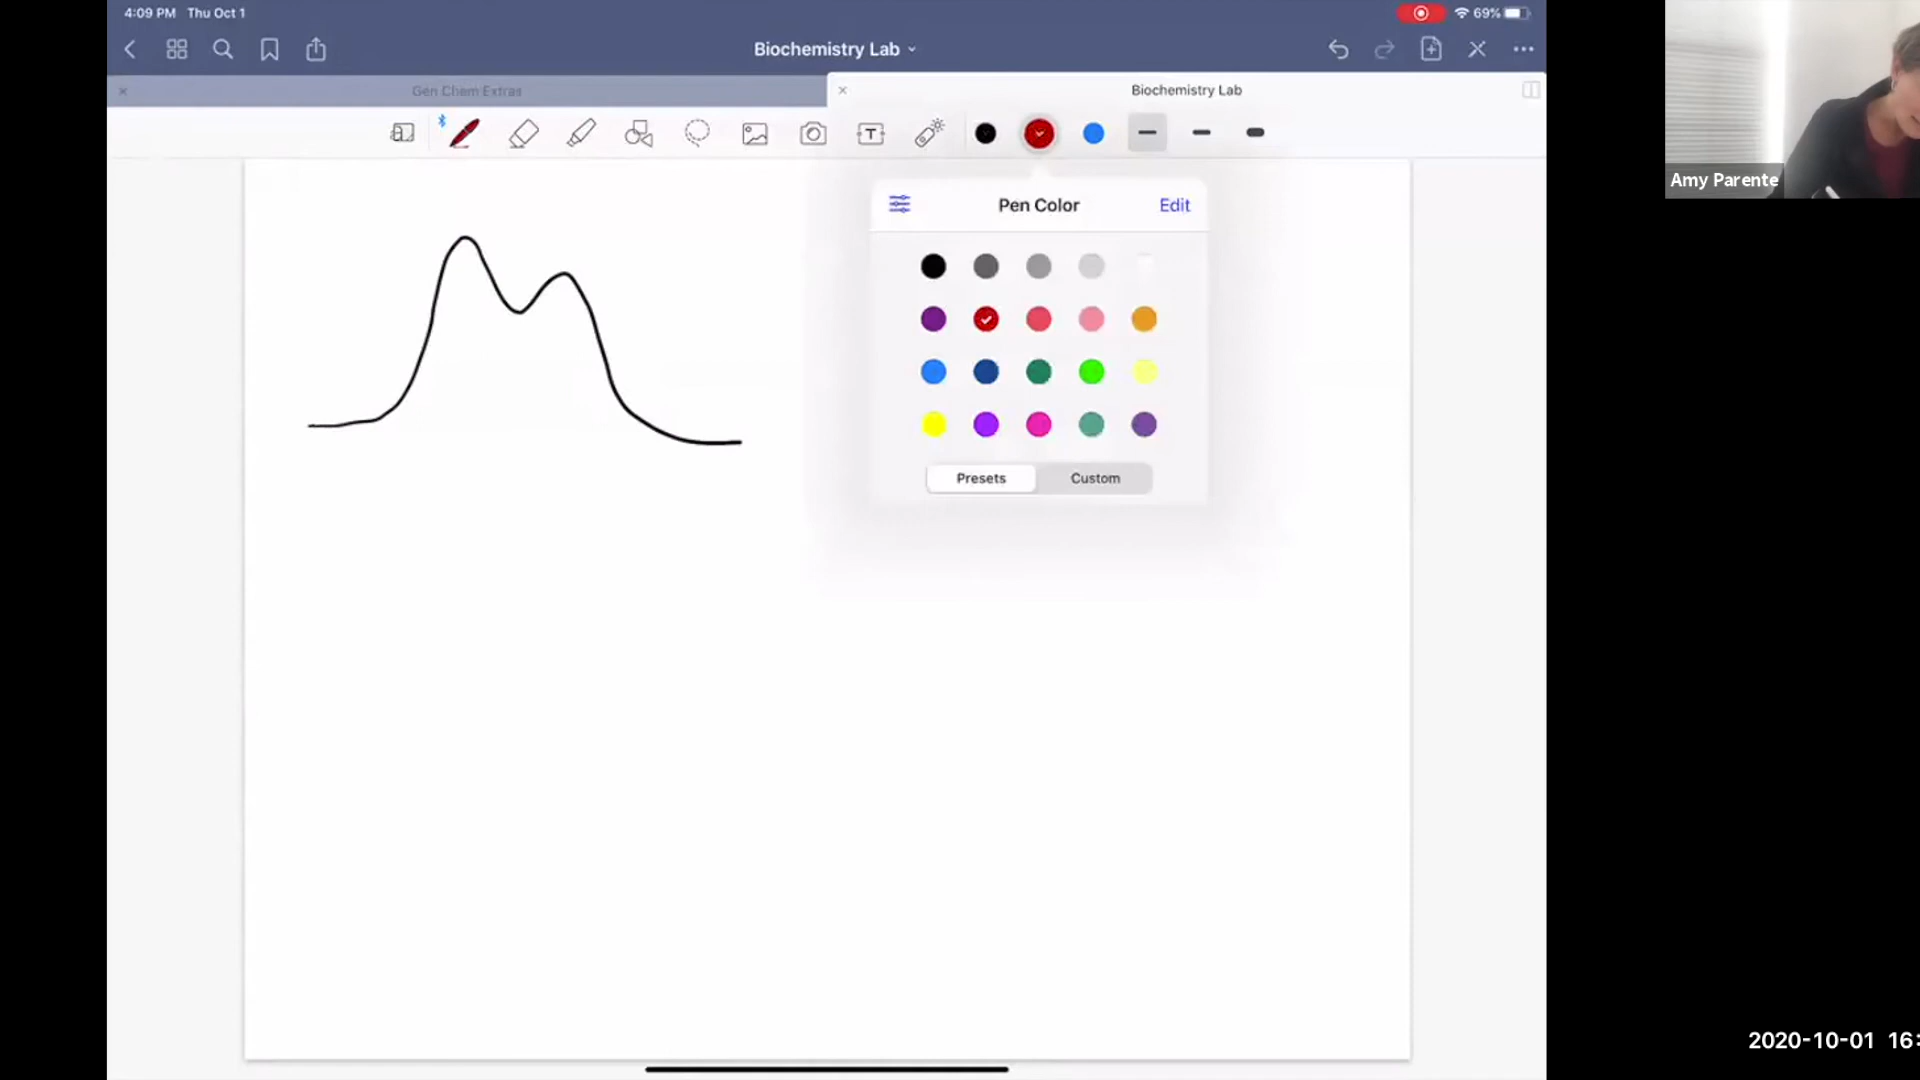 4:09 PM Thu Oct 1
69%
Biochemistry Lab
Gen Chem Extras
Biochemistry Lab
T
Pen Color
Edit
Presets
Custom
Amy Parente
2020-10-01 16: